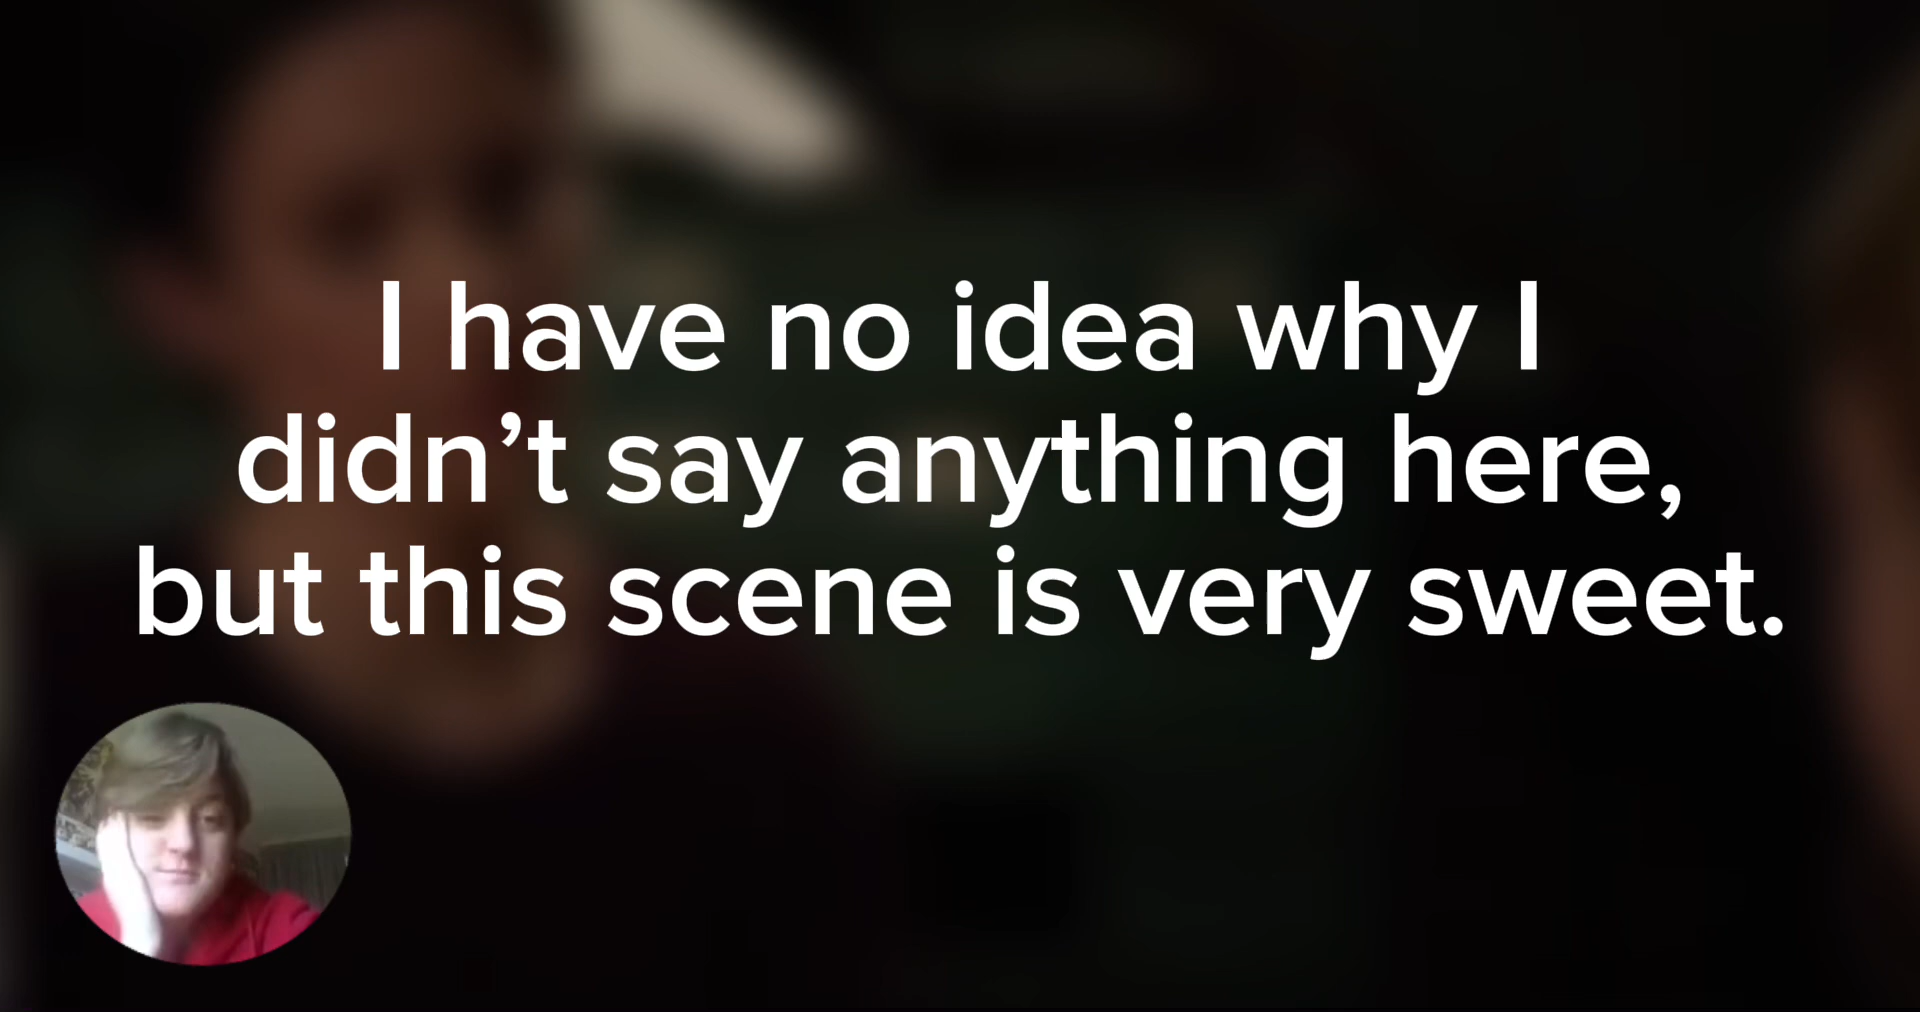 I have no idea why I
didn’t say anything here,
but this scene is very sweet.